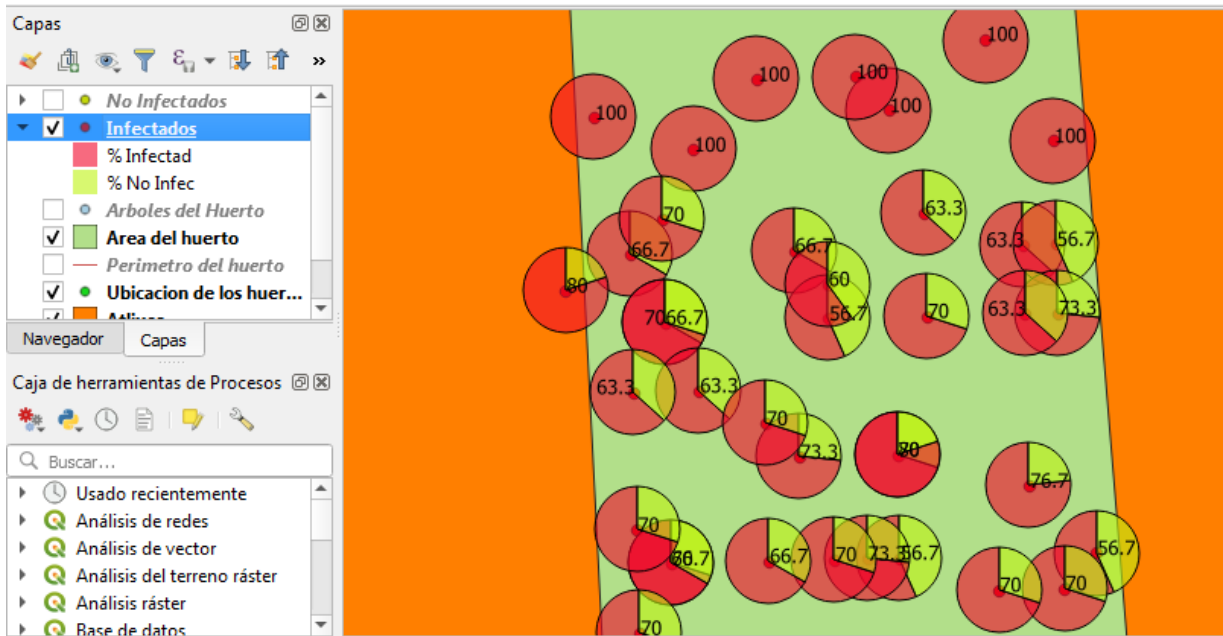 Capas
»
No Infectados
Infectados
% Infectad
% No Infec
Arboles del Huerto
Area del huerto
Perimetro del huerto
Ubicacion de los huer...
Navegador
Capas
Caja de herramientas de Procesos
Buscar...
Usado recientemente
Análisis de redes
Análisis de vector
Análisis del terreno ráster
Análisis ráster
Base de datos
100
100
100
100
100
100
100
70
63.3
66.7
66.7
63.3
56.7
80
60
70
66.7
56.7
70
63.3
73.3
63.3
63.3
70
73.3
76.7
70
66.7
70
73.3
56.7
56.7
70
70
70